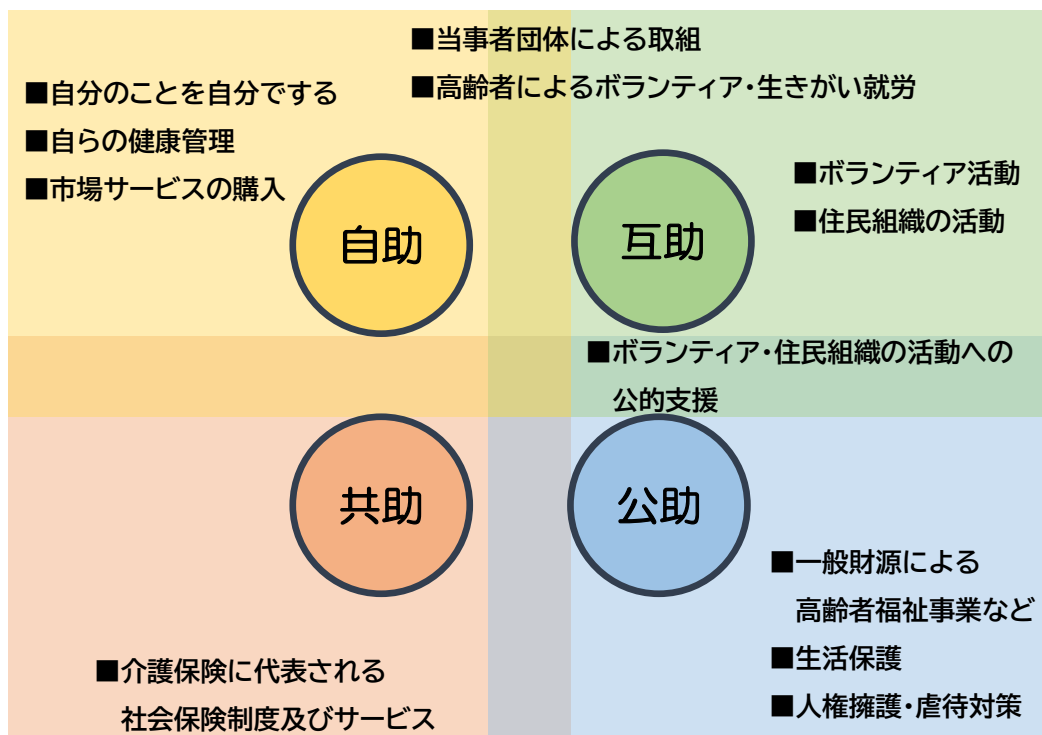 ■当事者団体による取組
■高齢者によるボランティア・生きがい就労
■自分のことを自分でする
■自らの健康管理
■市場サービスの購入
■ボランティア活動
■住民組織の活動
自助
互助
■ボランティア・住民組織の活動への
公的支援
共助
公助
■一般財源による
高齢者福祉事業など
■生活保護
■人権擁護・虐待対策
■介護保険に代表される
社会保険制度及びサービス